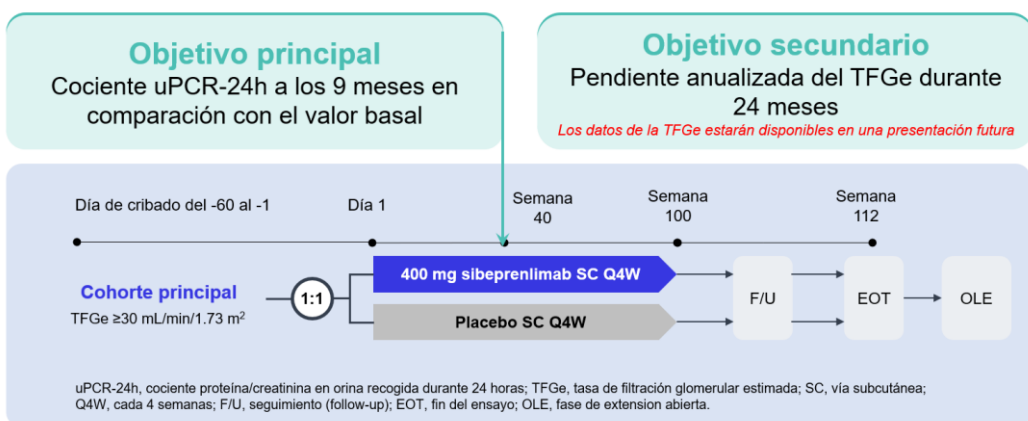 Objetivo principal
Cociente uPCR-24h a los 9 meses en
comparación con el valor basal
Objetivo secundario
Pendiente anualizada del TFGe durante
24 meses
Los datos de la TFGe estarán disponibles en una presentación futura
Día de cribado del -60 al -1
Día 1
Semana
40
Semana
100
Semana
112
Cohorte principal
TFGe ≥30 mL/min/1.73 m²
1:1
400 mg sibeprenlimab SC Q4W
Placebo SC Q4W
F/U
EOT
OLE
uPCR-24h, cociente proteína/creatinina en orina recogida durante 24 horas; TFGe, tasa de filtración glomerular estimada; SC, vía subcutánea;
Q4W, cada 4 semanas; F/U, seguimiento (follow-up); EOT, fin del ensayo; OLE, fase de extension abierta.